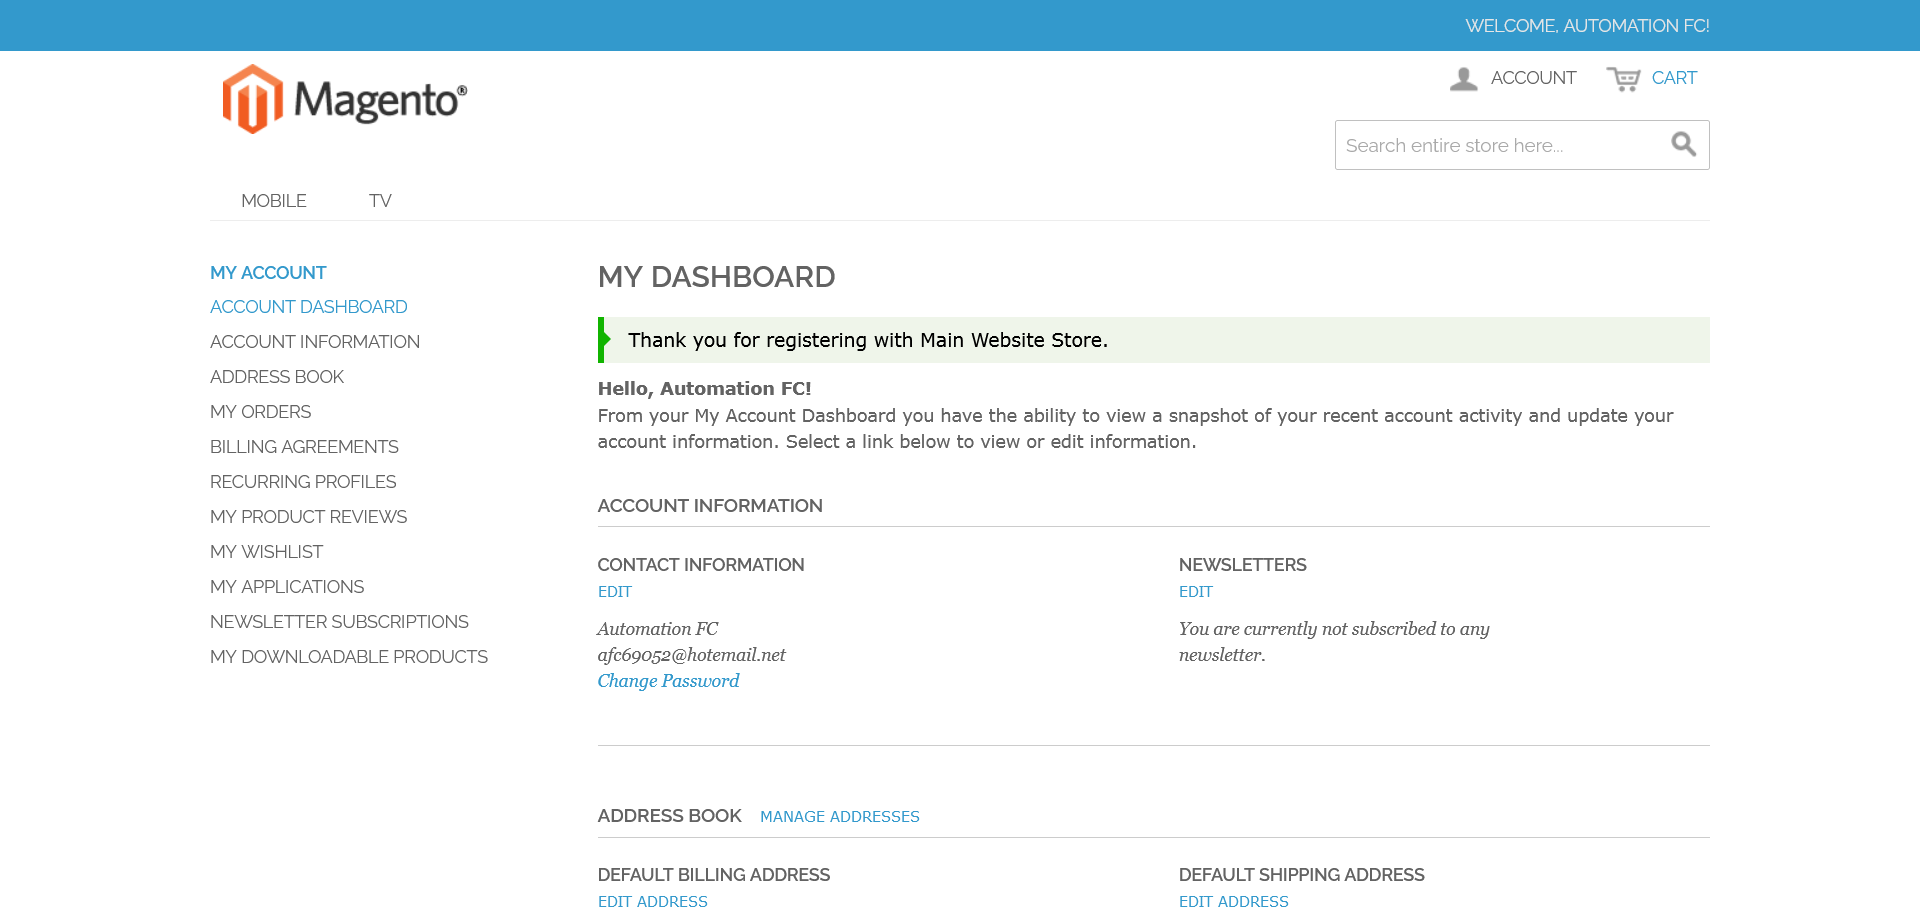 WELCOME, AUTOMATION FC!
Magento®
ACCOUNT
CART
Search entire store here...
MOBILE
TV
MY ACCOUNT
ACCOUNT DASHBOARD
ACCOUNT INFORMATION
ADDRESS BOOK
MY ORDERS
BILLING AGREEMENTS
RECURRING PROFILES
MY PRODUCT REVIEWS
MY WISHLIST
MY APPLICATIONS
NEWSLETTER SUBSCRIPTIONS
MY DOWNLOADABLE PRODUCTS
MY DASHBOARD
Thank you for registering with Main Website Store.
Hello, Automation FC!
From your My Account Dashboard you have the ability to view a snapshot of your recent account activity and update your
account information. Select a link below to view or edit information.
ACCOUNT INFORMATION
CONTACT INFORMATION
EDIT
Automation FC
afc69052@hotemail.net
Change Password
NEWSLETTERS
EDIT
You are currently not subscribed to any
newsletter.
ADDRESS BOOK
MANAGE ADDRESSES
DEFAULT BILLING ADDRESS
EDIT ADDRESS
DEFAULT SHIPPING ADDRESS
EDIT ADDRESS